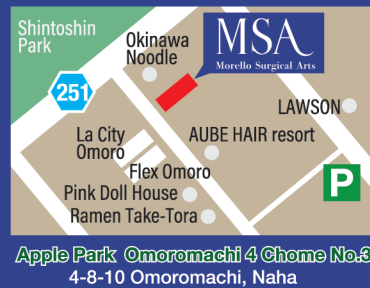 Shintoshin
Park
Okinawa
Noodle
MSA
Morello Surgical Arts
251
LAWSON
La City
Omoro
AUBE HAIR resort
Flex Omoro
Pink Doll House
P
Ramen Take-Tora
Apple Park Omoromachi 4 Chome No.3
4-8-10 Omoromachi, Naha